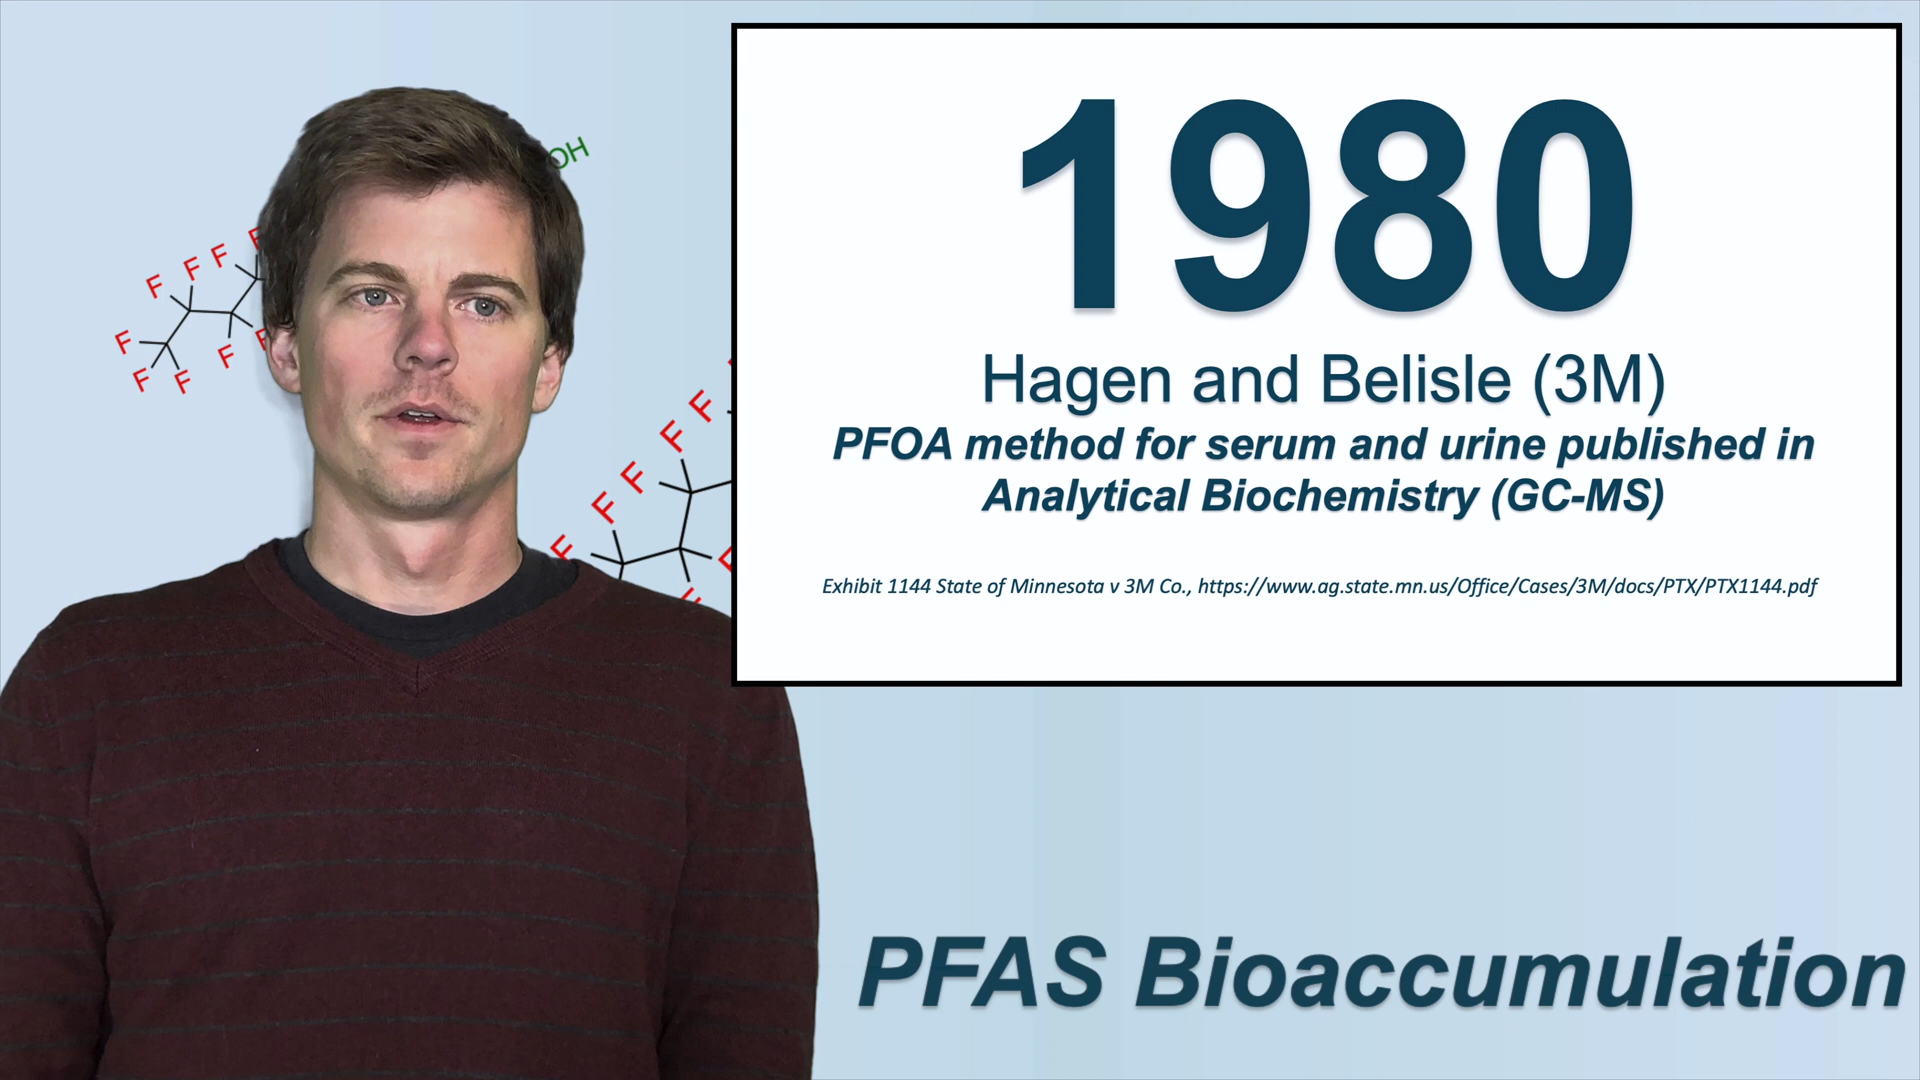 1980
Hagen and Belisle (3M)
PFOA method for serum and urine published in
Analytical Biochemistry (GC-MS)
Exhibit 1144 State of Minnesota v 3M Co., https://www.ag.state.mn.us/Office/Cases/3M/docs/PTX/PTX1144.pdf
OH
F
F
F
F
F
F
F
F
F
F
F
F
F
F
PFAS Bioaccumulation